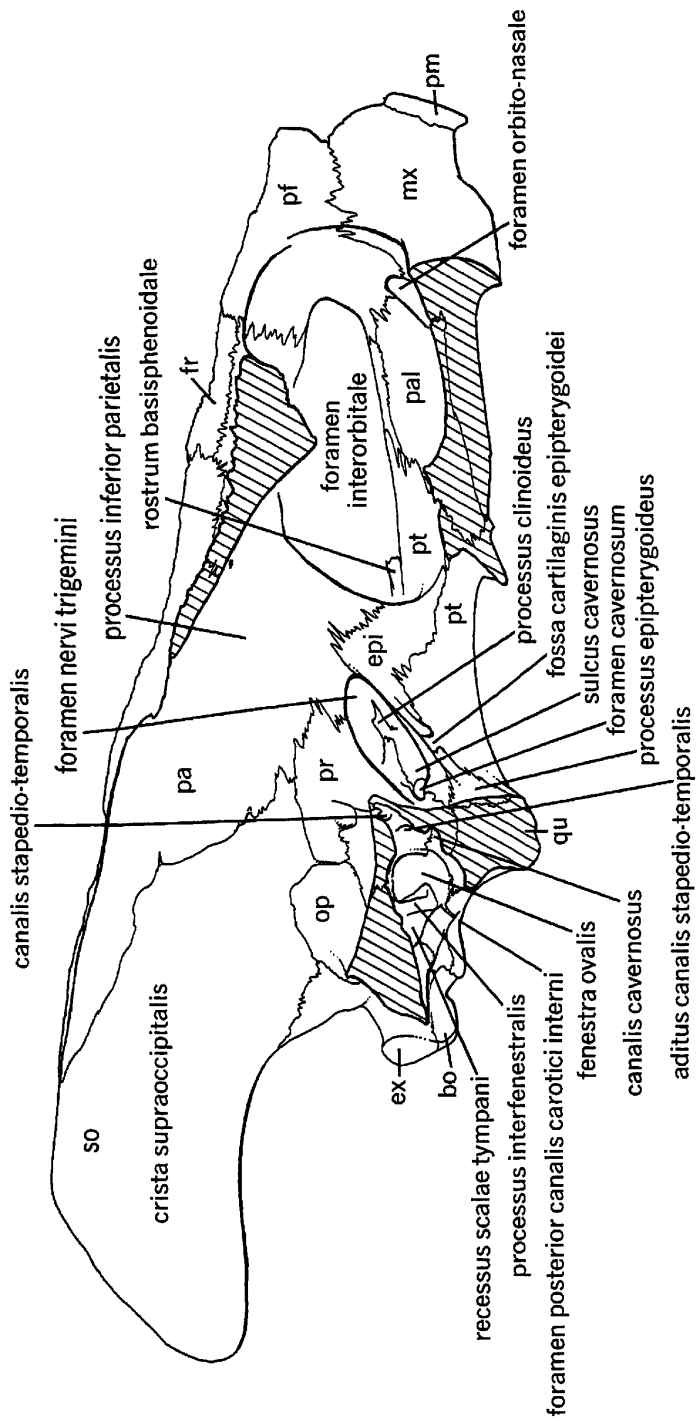 canalis stapedio-temporalis
foramen nervi trigemini
processus inferior parietalis
rostrum basisphenoidale
fr
pf
pa
so
crista supraoccipitalis
foramen
interorbitale
pr
op
epi
pt
pt
pal
mx
pm
foramen orbito-nasale
ex
bo
qu
processus clinoideus
fossa cartilaginis epipterygoidei
sulcus cavernosus
foramen cavernosum
processus epipterygoideus
recessus scalae tympani
processus interfenestralis
foramen posterior canalis carotici interni
fenestra ovalis
canalis cavernosus
aditus canalis stapedio-temporalis